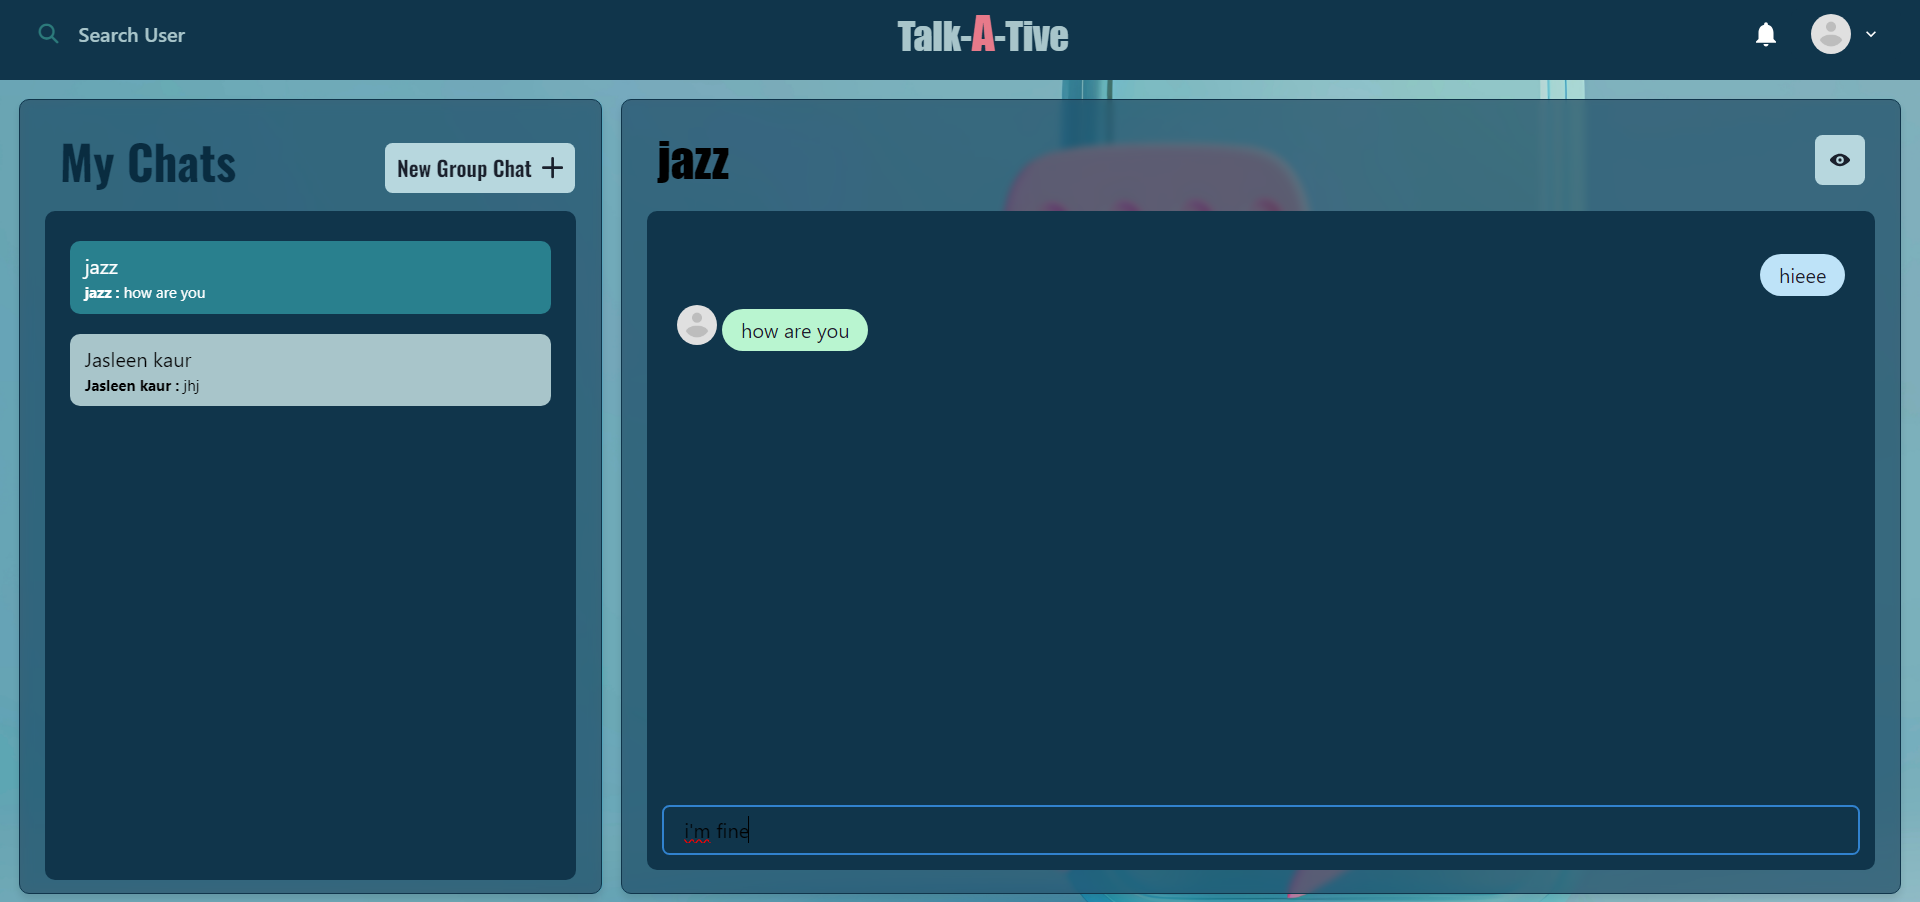 Search User
Talk-A-Tive
My Chats
New Group Chat
jazz
jazz : how are you
Jasleen kaur
Jasleen kaur : jhj
jazz
hieee
how are you
i'm fine